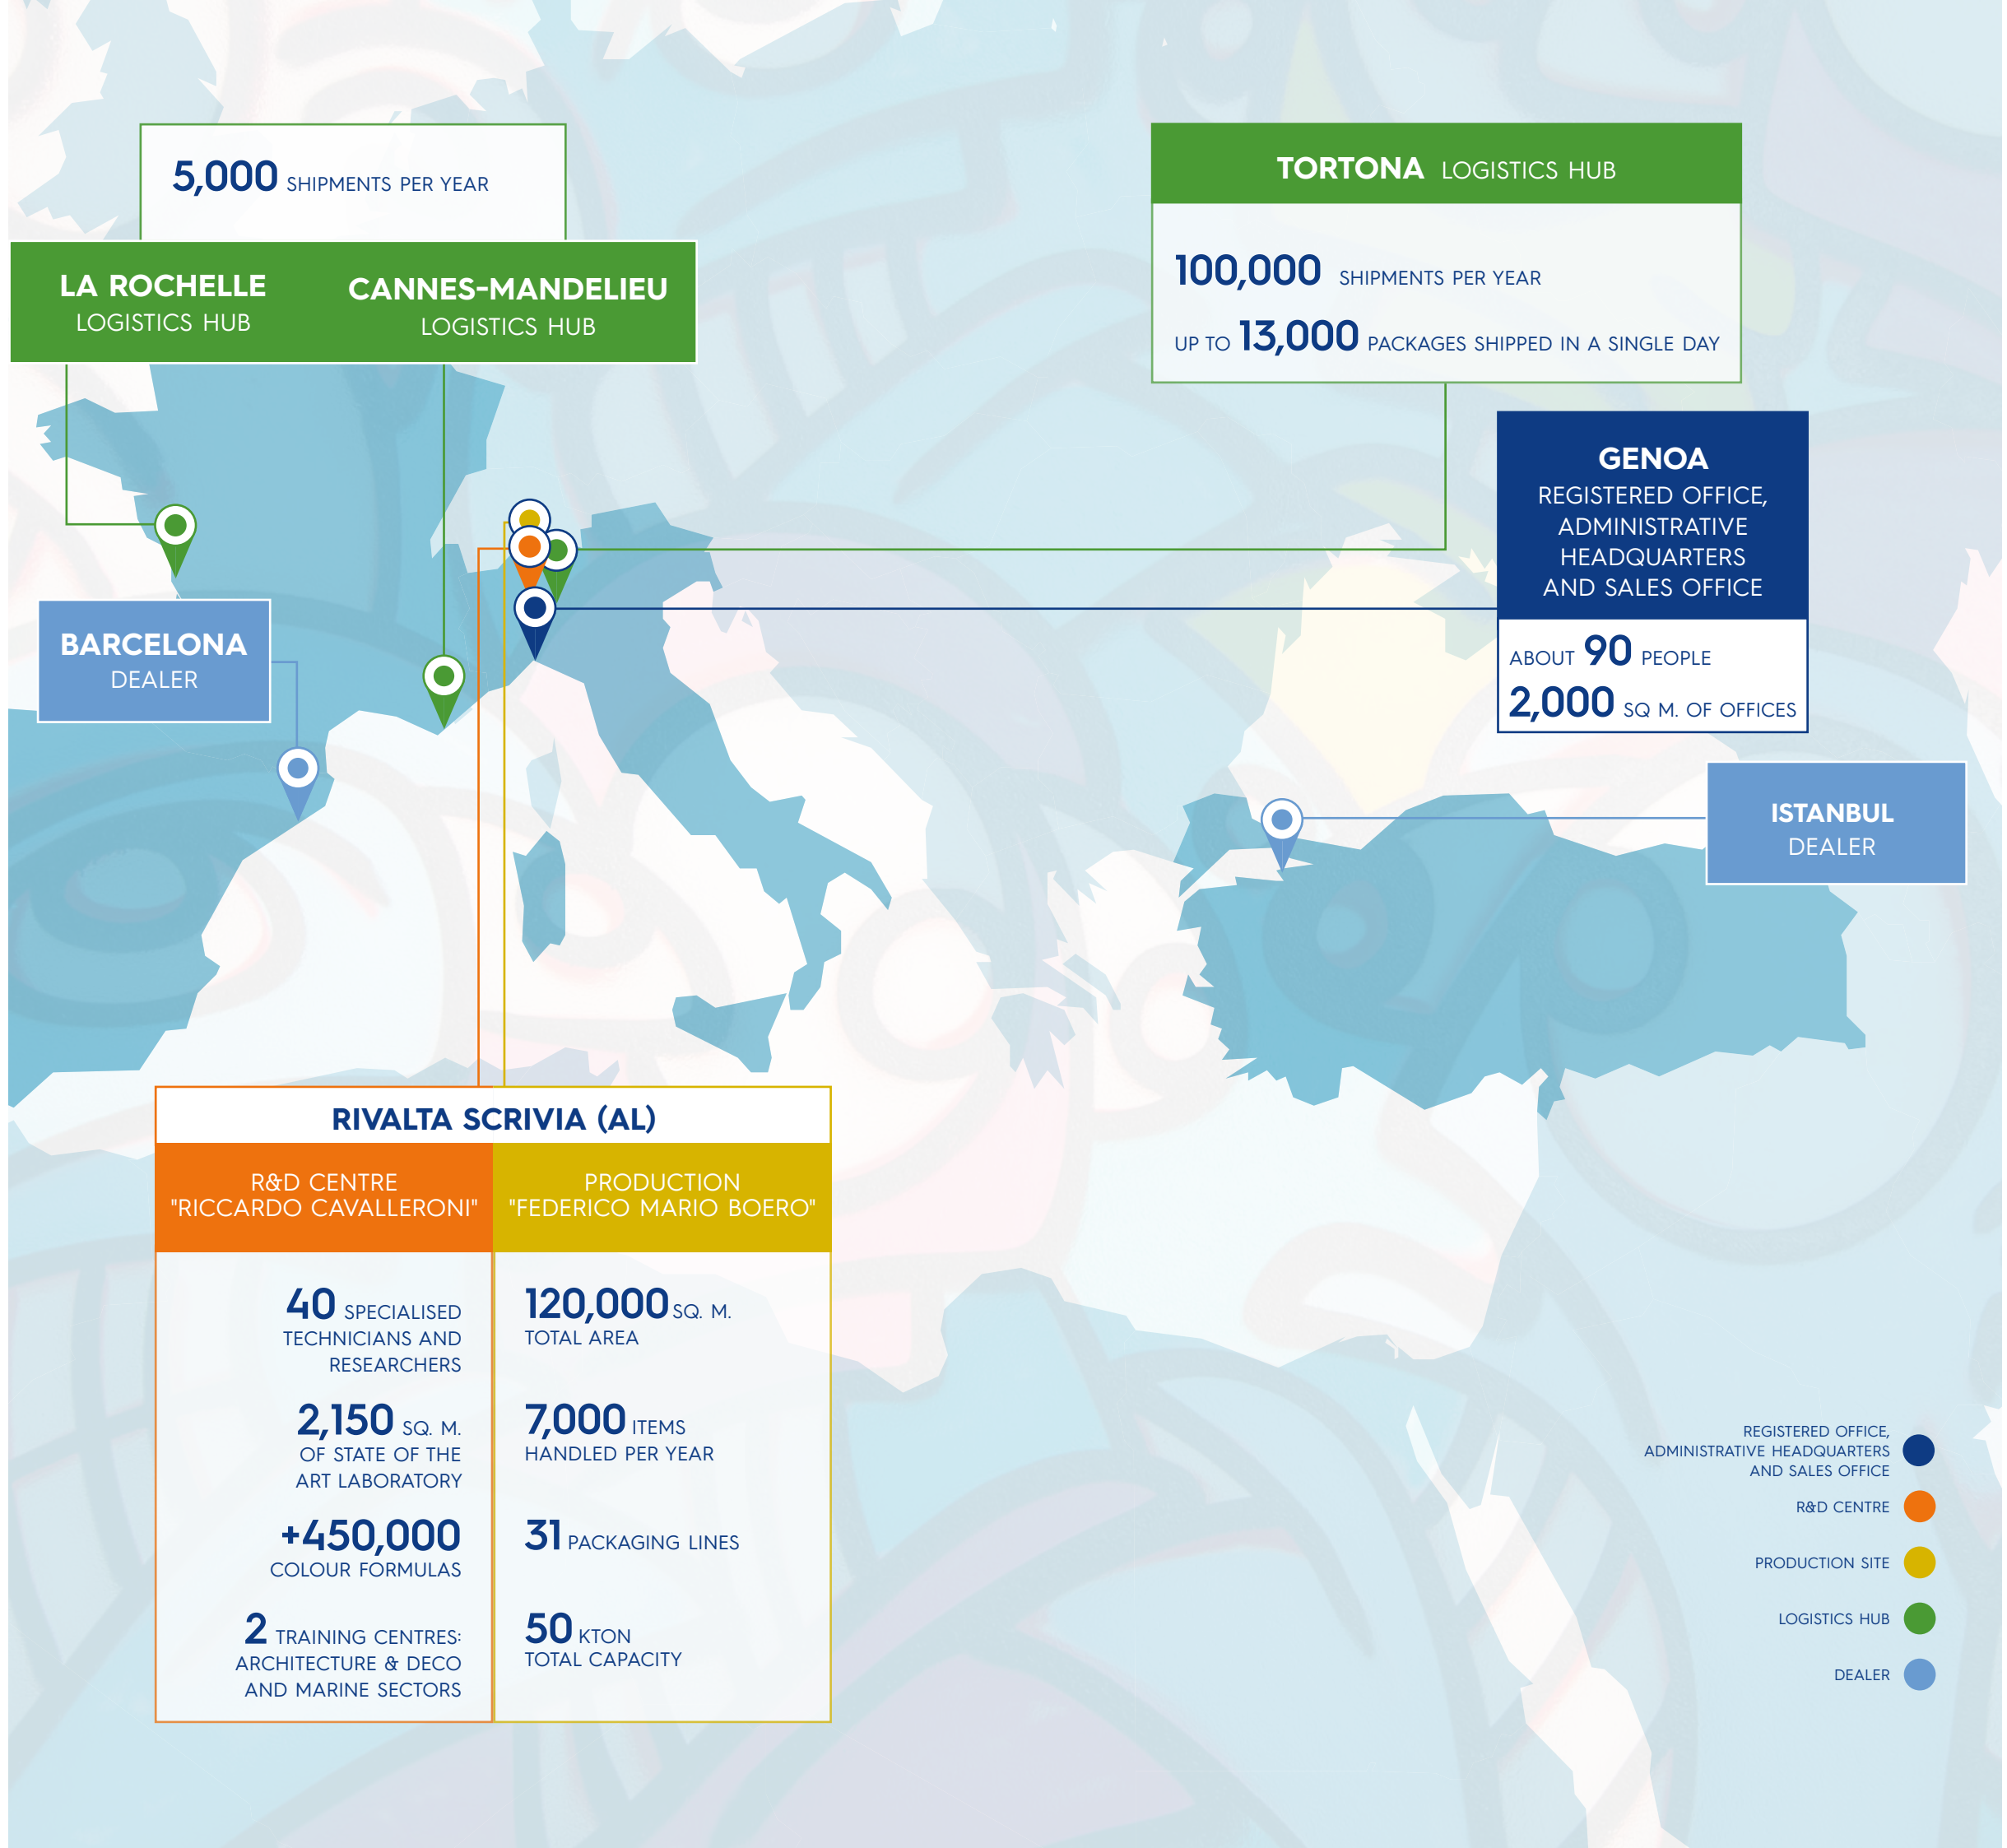 5,000 SHIPMENTS PER YEAR
LA ROCHELLE
LOGISTICS HUB
CANNES-MANDELIEU
LOGISTICS HUB
TORTONA LOGISTICS HUB
100,000 SHIPMENTS PER YEAR
UP TO 13,000 PACKAGES SHIPPED IN A SINGLE DAY
GENOA
REGISTERED OFFICE,
ADMINISTRATIVE
HEADQUARTERS
AND SALES OFFICE
ABOUT 90 PEOPLE
2,000 SQ M. OF OFFICES
BARCELONA
DEALER
ISTANBUL
DEALER
RIVALTA SCRIVIA (AL)
R&D CENTRE
"RICCARDO CAVALLERONI"
40 SPECIALISED
TECHNICIANS AND
RESEARCHERS
2,150 SQ. M.
OF STATE OF THE
ART LABORATORY
+450,000
COLOUR FORMULAS
2 TRAINING CENTRES:
ARCHITECTURE & DECO
AND MARINE SECTORS
PRODUCTION
"FEDERICO MARIO BOERO"
120,000 SQ. M.
TOTAL AREA
7,000 ITEMS
HANDLED PER YEAR
31 PACKAGING LINES
50 KTON
TOTAL CAPACITY
REGISTERED OFFICE,
ADMINISTRATIVE HEADQUARTERS
AND SALES OFFICE
R&D CENTRE
PRODUCTION SITE
LOGISTICS HUB
DEALER